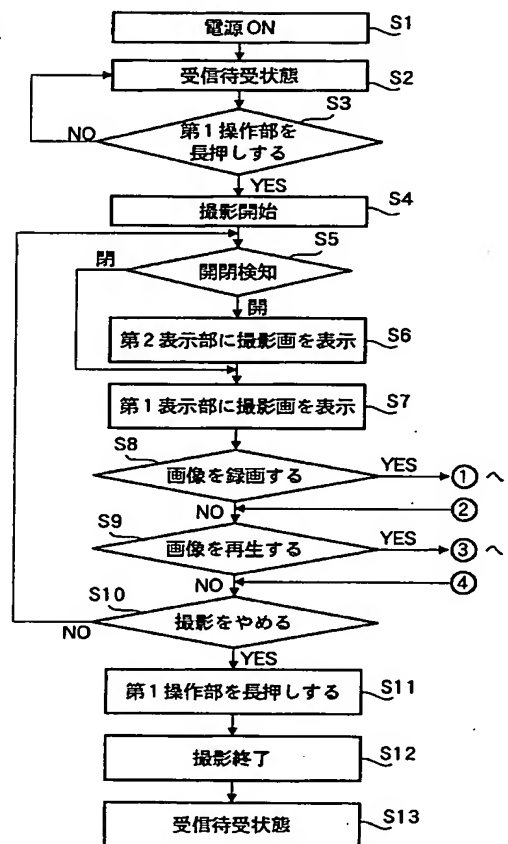 電源ON S1
受信待受状態 S2
S3
第1操作部を
長押しする
NO
YES
撮影開始 S4
S5
閉 開閉検知
開
第2表示部に撮影画を表示 S6
第1表示部に撮影画を表示 S7
S8
画像を録画する YES ①へ
NO ②
S9
画像を再生する YES ③へ
NO ④
S10
撮影をやめる
NO
YES
第1操作部を長押しする S11
撮影終了 S12
受信待受状態 S13